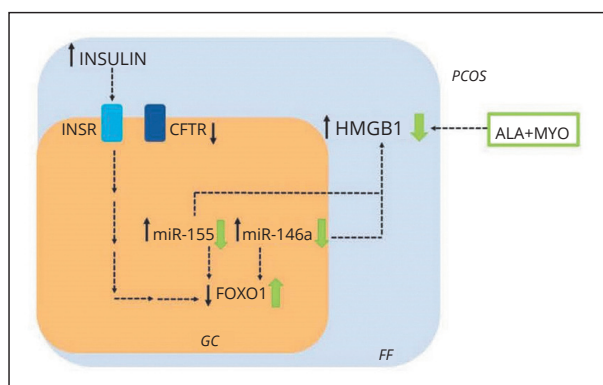 INSULIN
PCOS
INSR
CFTR
HMGB1
ALA+MYO
miR-155
miR-146a
FOXO1
GC
FF